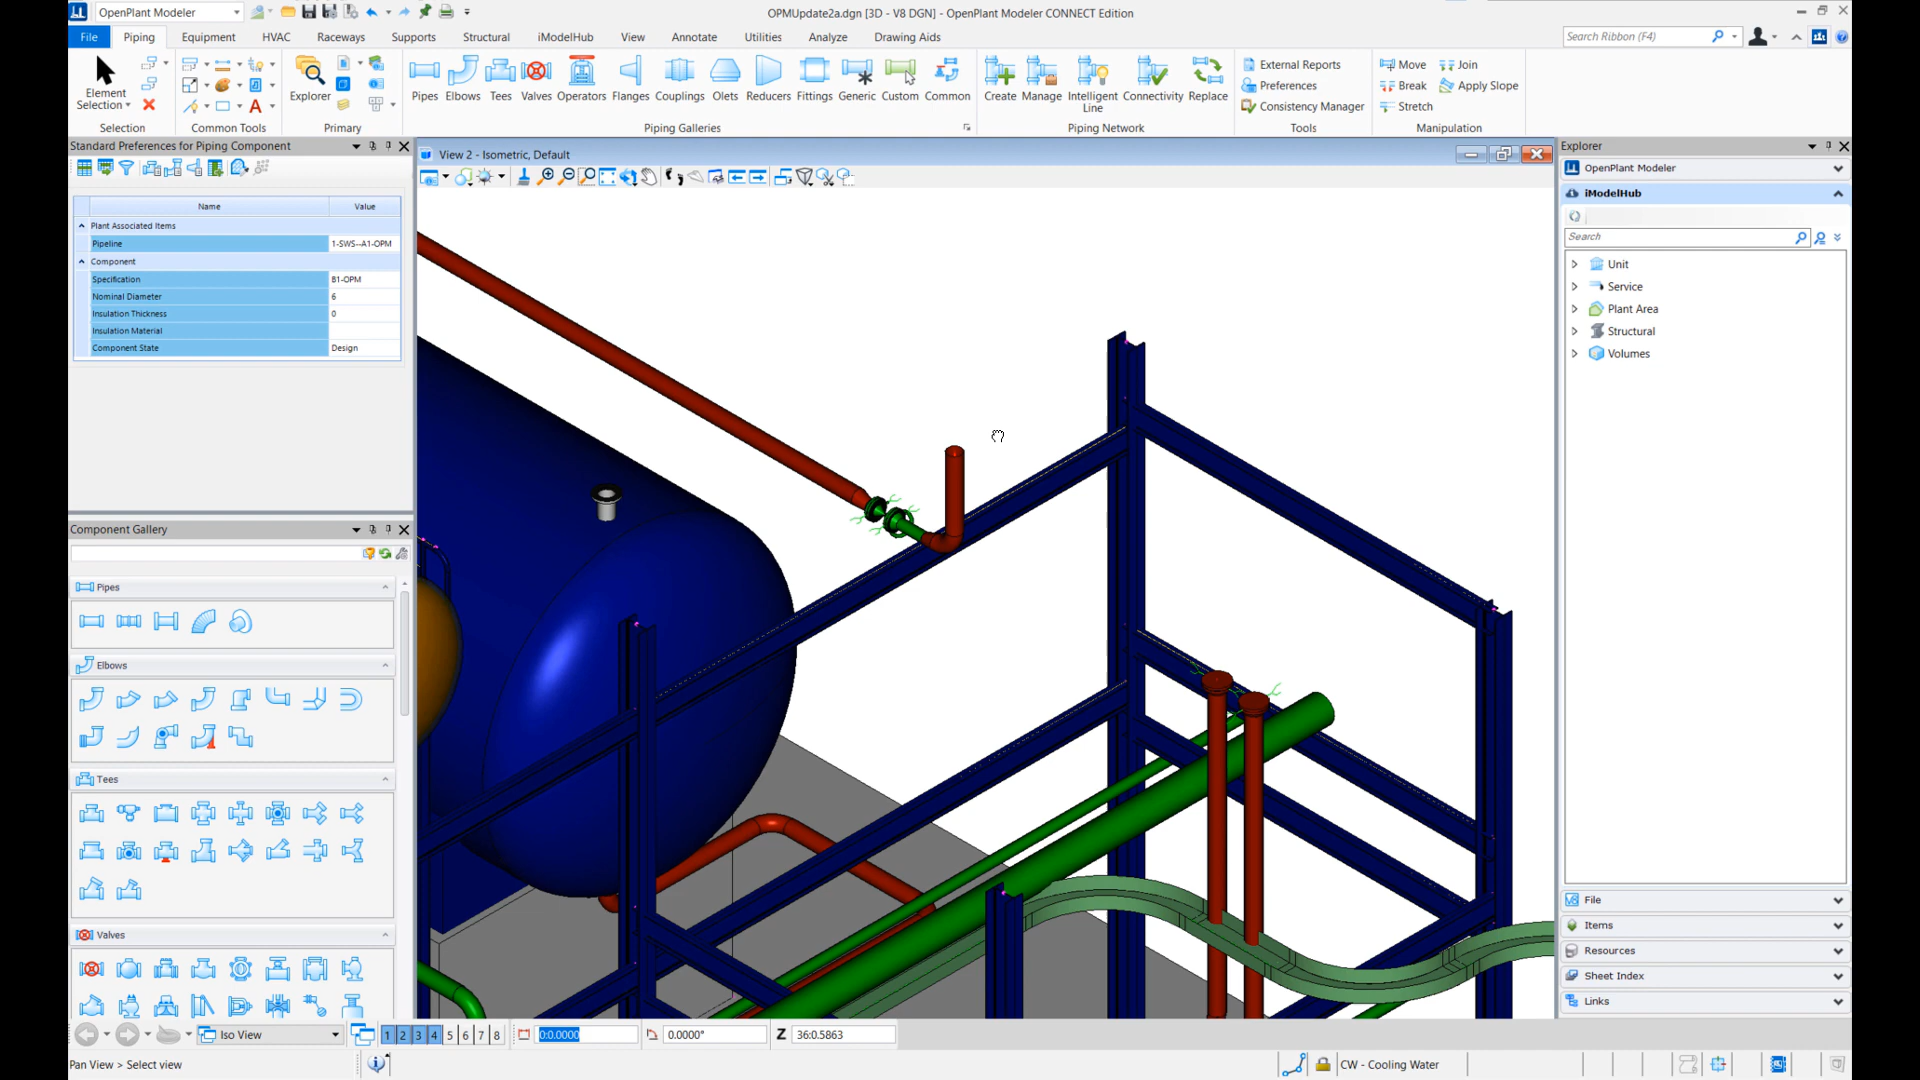 OpenPlant Modeler
OPMUpdate2a.dgn [3D - V8 DGN] - OpenPlant Modeler CONNECT Edition
File Piping Equipment HVAC Raceways Supports Structural iModelHub View Annotate Utilities Analyze Drawing Aids
Search Ribbon (F4)
Element
Selection
Explorer
Pipes Elbows Tees Valves Operators Flanges Couplings Olets Reducers Fittings Generic Custom Common
Create Manage Intelligent
Line
Connectivity Replace
External Reports
Preferences
Consistency Manager
Move Join
Break Apply Slope
Stretch
Selection Common Tools Primary Piping Galleries Piping Network Tools Manipulation
Standard Preferences for Piping Component
Name Value
Plant Associated Items
Pipeline 1-SWS--A1-OPM
Component
Specification B1-OPM
Nominal Diameter 6
Insulation Thickness 0
Insulation Material
Component State Design
Component Gallery
Pipes
Elbows
Tees
Valves
View 2 - Isometric, Default
Explorer
OpenPlant Modeler
iModelHub
Search
Unit
Service
Plant Area
Structural
Volumes
File
Items
Resources
Sheet Index
Links
Iso View
1 2 3 4 5 6 7 8
0:0.0000
0.0000°
Z 36:0.5863
Pan View > Select view
CW - Cooling Water